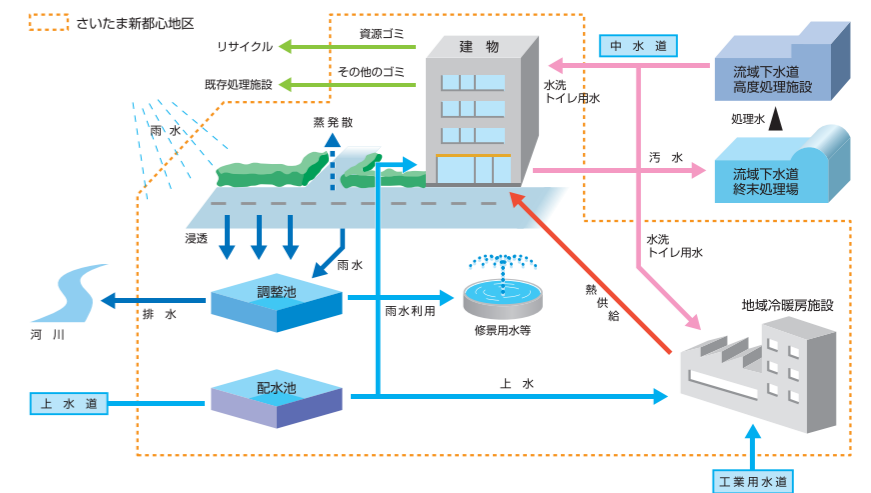 さいたま新都心地区
資源ゴミ
リサイクル
その他のゴミ
既存処理施設
建物
中水道
水洗
トイレ用水
流域下水道
高度処理施設
処理水
雨水
蒸発散
汚水
流域下水道
終末処理場
浸透
雨水
水洗
トイレ用水
調整池
排水
河川
雨水利用
修景用水等
熱供給
地域冷暖房施設
配水池
上水
上水道
工業用水道